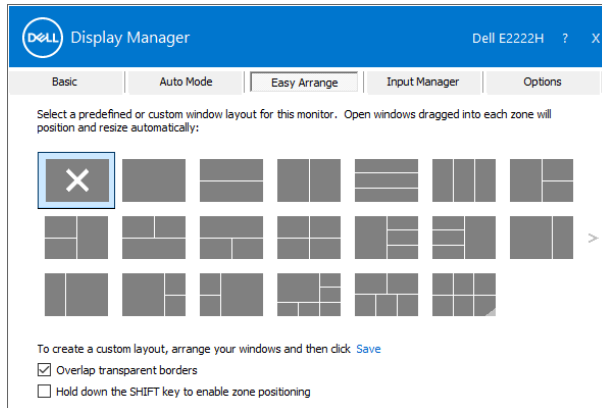 DELL Display Manager Dell E2222H ? X
Basic Auto Mode Easy Arrange Input Manager Options
Select a predefined or custom window layout for this monitor. Open windows dragged into each zone will
position and resize automatically:
>
To create a custom layout, arrange your windows and then click Save
Overlap transparent borders
Hold down the SHIFT key to enable zone positioning